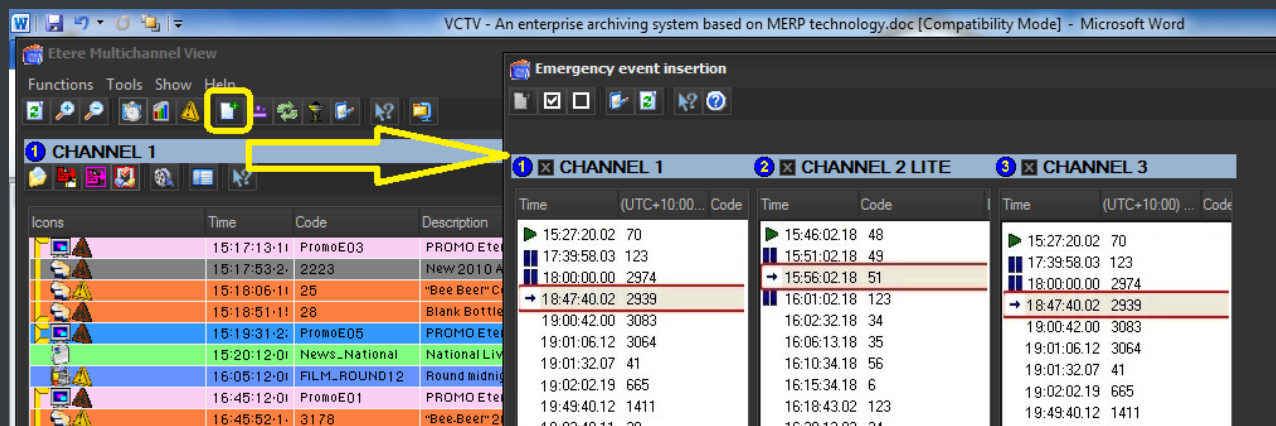 VCTV - An enterprise archiving system based on MERP technology.doc [Compatibility Mode] - Microsoft Word
Etere Multichannel View
Functions Tools Show Help
1 CHANNEL 1
Icons Time Code Description
15:17:13.1 PromoE03 PROMO Eter
15:17:53.2 2223 New 2010 A
15:18:06.1 25 "Bee Beer" C
15:18:51.1 28 Blank Bottle
15:19:31.2 PromoE05 PROMO Ete
15:20:12.0 News_National National Liv
16:05:12.0 FILM_ROUND12 Round midnig
16:45:12.0 PromoE01 PROMO Ete
16:45:52.1 3178 "Bee-Beer" 2
Emergency event insertion
1 X CHANNEL 1
Time (UTC+10:00... Code
15:27:20.02 70
17:39:58.03 123
18:00:00.00 2974
18:47:40.02 2939
19:00:42.00 3083
19:01:06.12 3064
19:01:32.07 41
19:02:02.19 665
19:49:40.12 1411
2 X CHANNEL 2 LITE
Time Code
15:46:02.18 48
15:51:02.18 49
15:56:02.18 51
16:01:02.18 123
16:02:32.18 34
16:06:13.18 35
16:10:34.18 56
16:15:34.18 6
16:18:43.02 123
3 X CHANNEL 3
Time (UTC+10:00) ... Code
15:27:20.02 70
17:39:58.03 123
18:00:00.00 2974
18:47:40.02 2939
19:00:42.00 3083
19:01:06.12 3064
19:01:32.07 41
19:02:02.19 665
19:49:40.12 1411